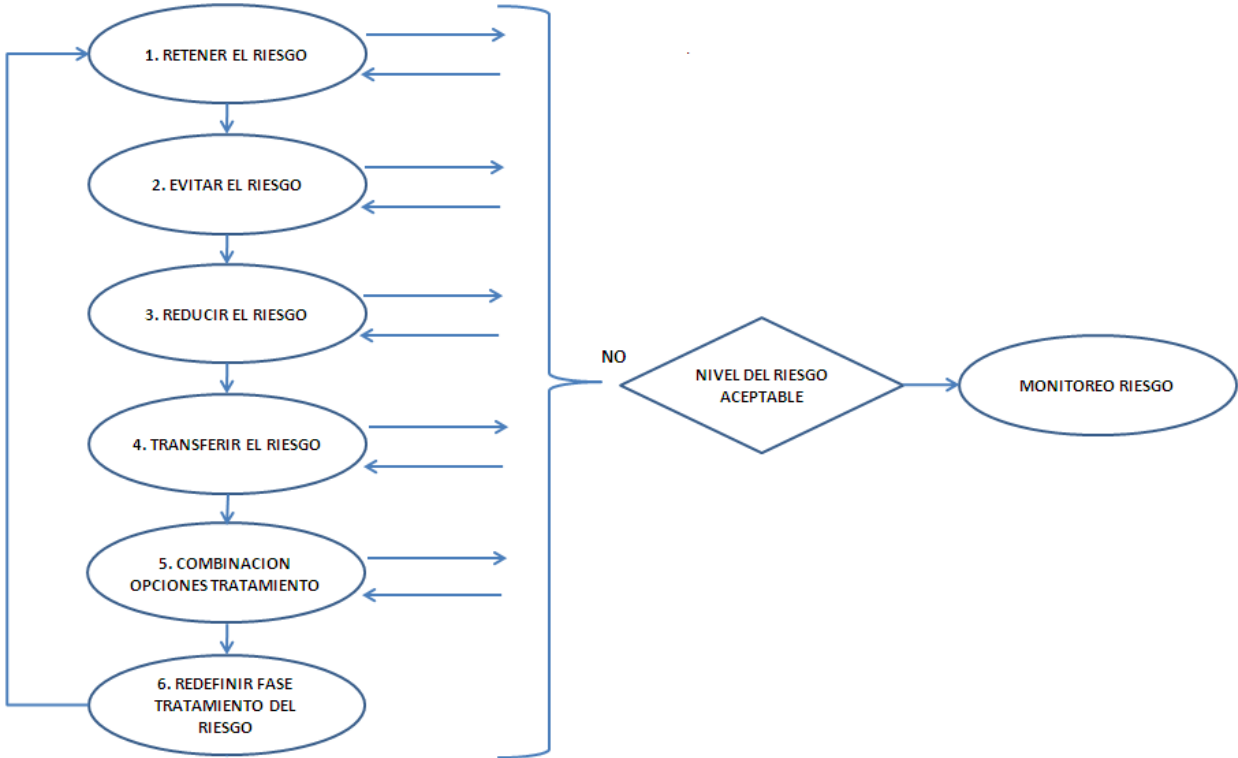 1. RETENER EL RIESGO
2. EVITAR EL RIESGO
3. REDUCIR EL RIESGO
4. TRANSFERIR EL RIESGO
5. COMBINACION
OPCIONES TRATAMIENTO
6. REDEFINIR FASE
TRATAMIENTO DEL
RIESGO
NO
NIVEL DEL RIESGO
ACEPTABLE
MONITOREO RIESGO